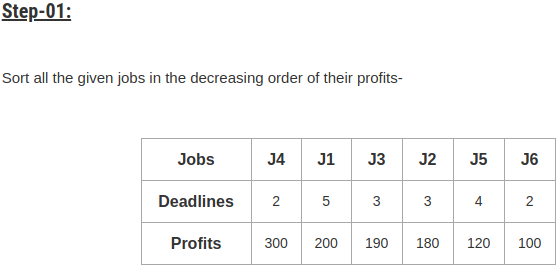 Step-01:
Sort all the given jobs in the decreasing order of their profits-
Jobs J4 J1 J3 J2 J5 J6
Deadlines 2 5 3 3 4 2
Profits 300 200 190 180 120 100